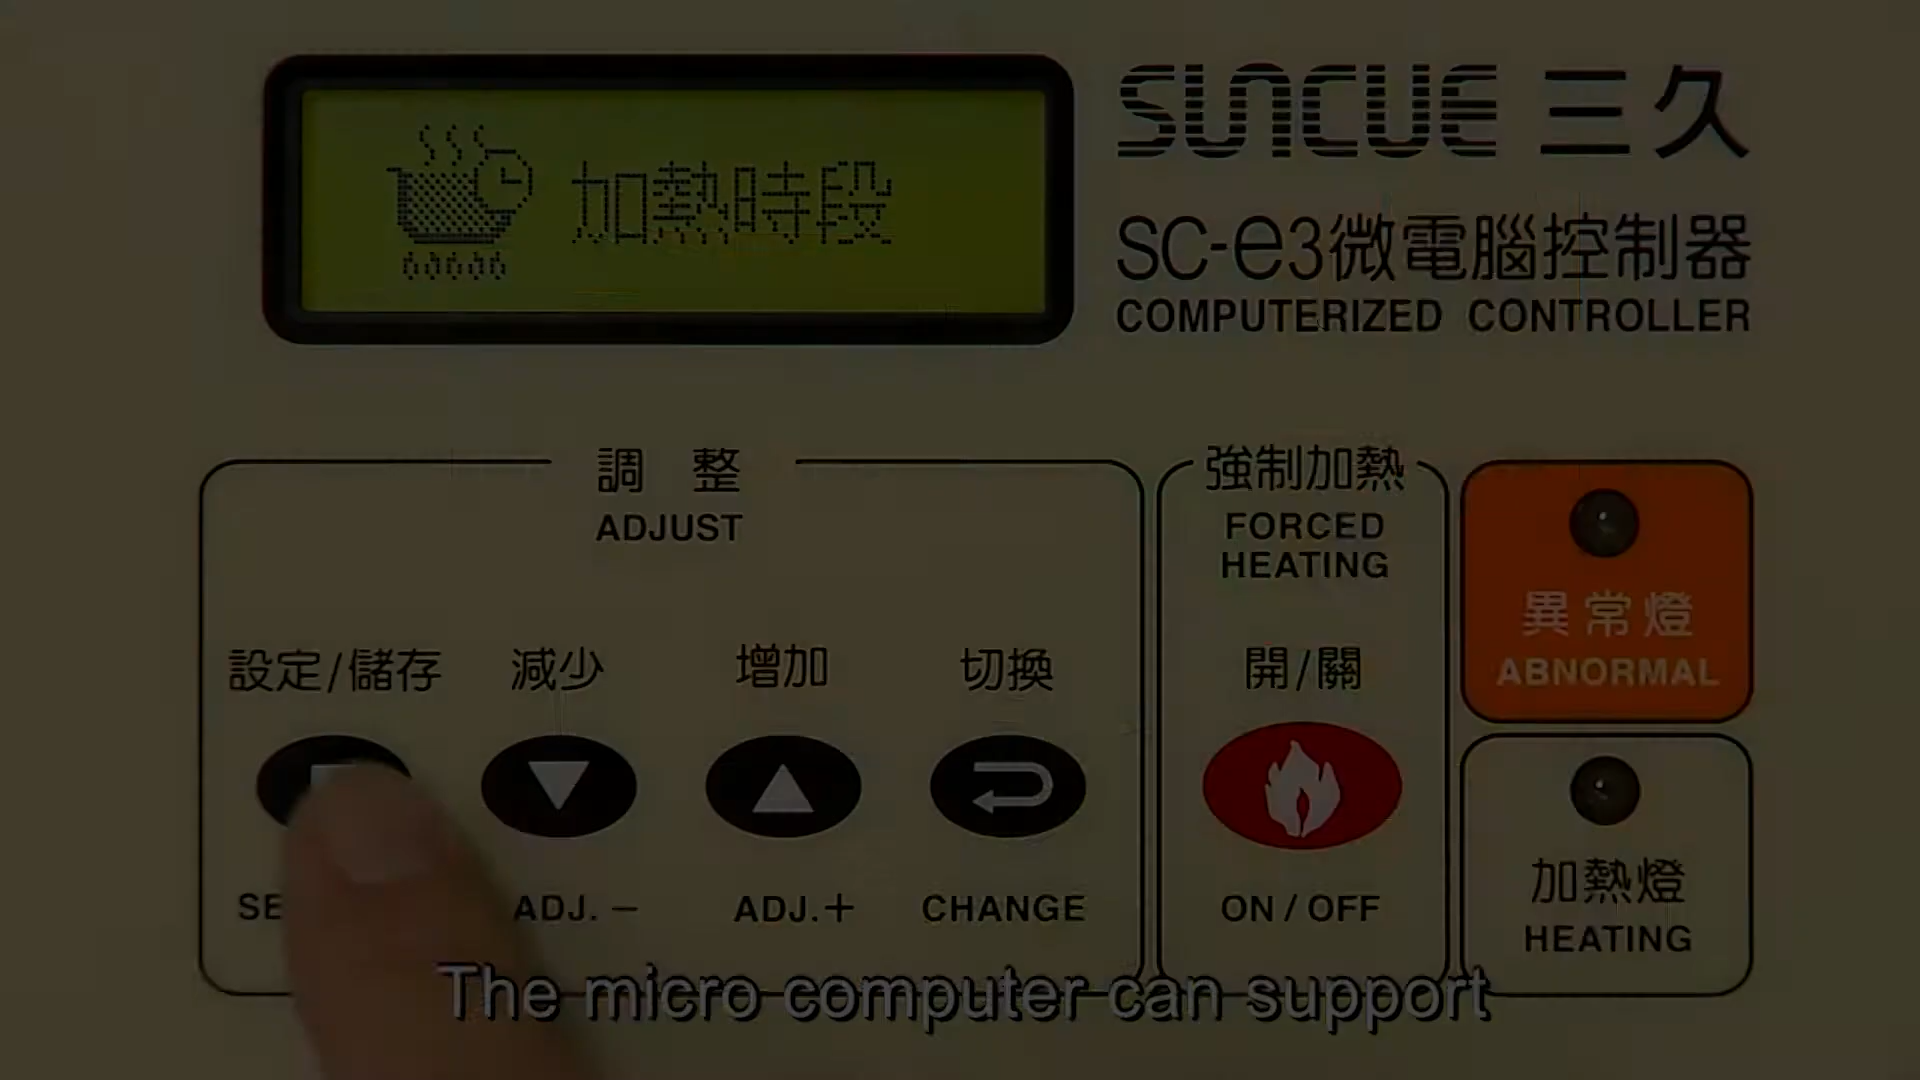 加熱時段
SUNCUE 三久
SC-e3微電腦控制器
COMPUTERIZED CONTROLLER
調 整
ADJUST
強制加熱
FORCED
HEATING
異常燈
ABNORMAL
設定/儲存
減少
增加
切換
開/關
ADJ. －
ADJ.＋
CHANGE
ON / OFF
加熱燈
HEATING
The micro computer can support